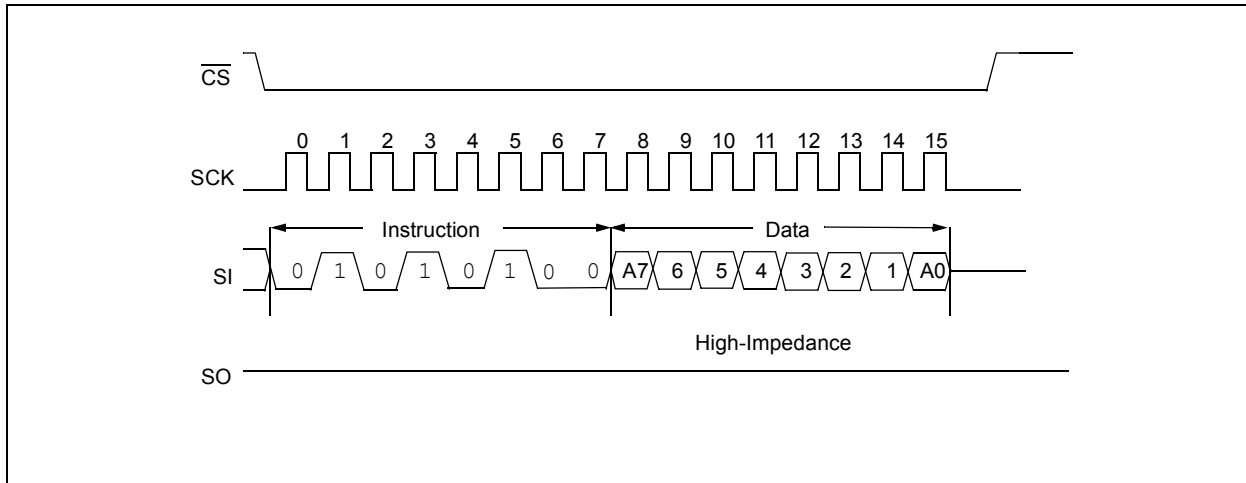 CS
0 1 2 3 4 5 6 7 8 9 10 11 12 13 14 15
SCK
Instruction Data
SI 0 1 0 1 0 1 0 0 A7 6 5 4 3 2 1 A0
High-Impedance
SO